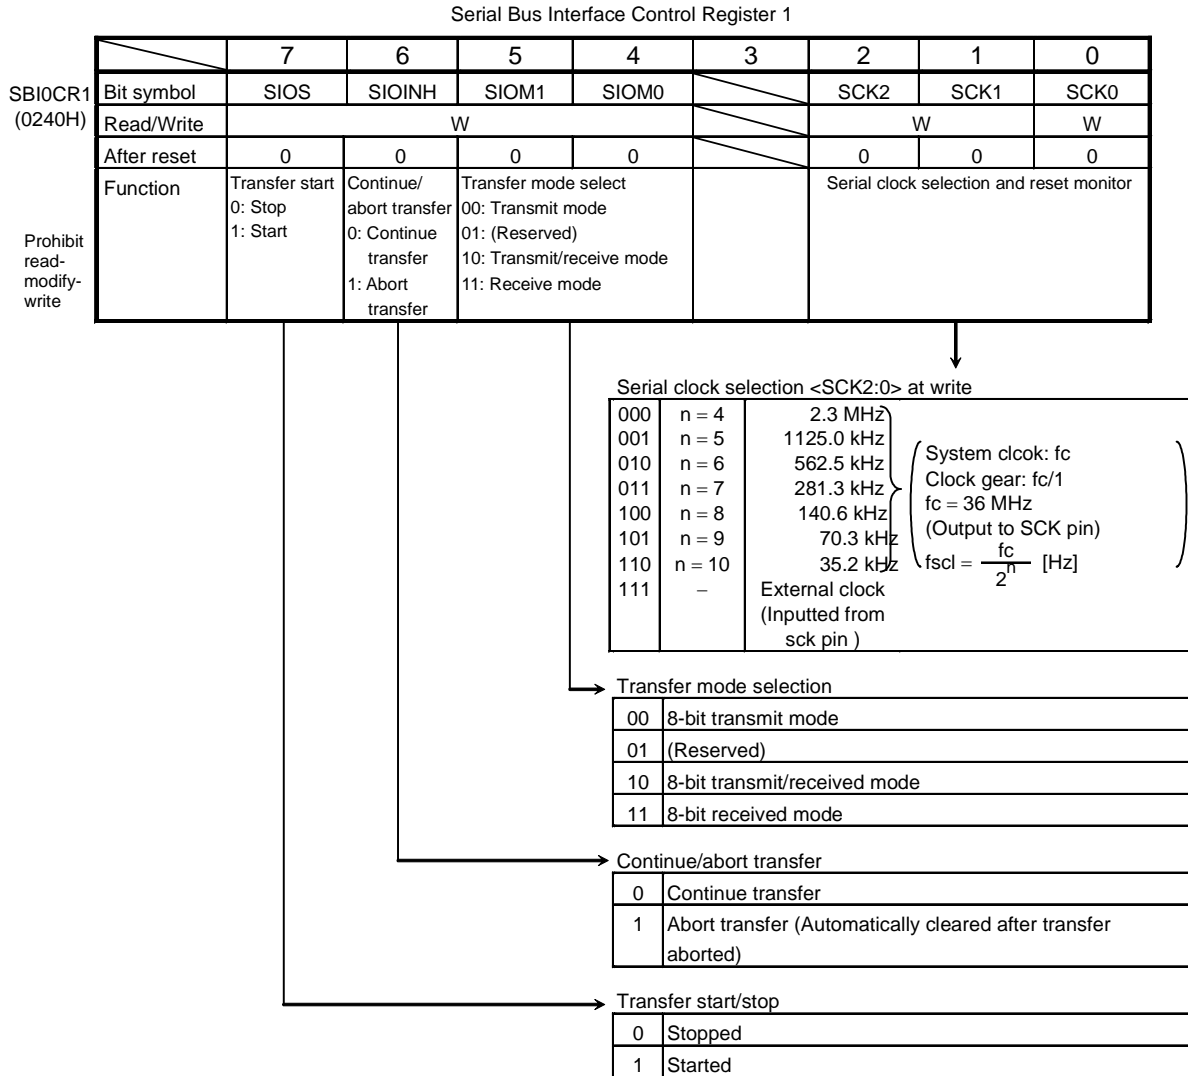 Serial Bus Interface Control Register 1
7 6 5 4 3 2 1 0
SBI0CR1
(0240H)
Bit symbol SIOS SIOINH SIOM1 SIOM0 SCK2 SCK1 SCK0
Read/Write W W W
After reset 0 0 0 0 0 0 0
Prohibit
read-
modify-
write
Function
Transfer start
0: Stop
1: Start
Continue/
abort transfer
0: Continue
transfer
1: Abort
transfer
Transfer mode select
00: Transmit mode
01: (Reserved)
10: Transmit/receive mode
11: Receive mode
Serial clock selection and reset monitor
Serial clock selection <SCK2:0> at write
000 n = 4 2.3 MHz
001 n = 5 1125.0 kHz
010 n = 6 562.5 kHz
011 n = 7 281.3 kHz
100 n = 8 140.6 kHz
101 n = 9 70.3 kHz
110 n = 10 35.2 kHz
111 − External clock
(Inputted from
sck pin )
System clcok: fc
Clock gear: fc/1
fc = 36 MHz
(Output to SCK pin)
fscl = fc / 2^n [Hz]
Transfer mode selection
00 8-bit transmit mode
01 (Reserved)
10 8-bit transmit/received mode
11 8-bit received mode
Continue/abort transfer
0 Continue transfer
1 Abort transfer (Automatically cleared after transfer
aborted)
Transfer start/stop
0 Stopped
1 Started